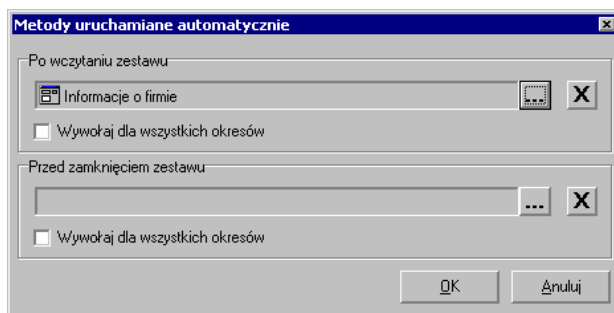 Metody uruchamiane automatycznie
Po wczytaniu zestawu
Informacje o firmie
...
X
Wywołaj dla wszystkich okresów
Przed zamknięciem zestawu
...
X
Wywołaj dla wszystkich okresów
OK
Anuluj